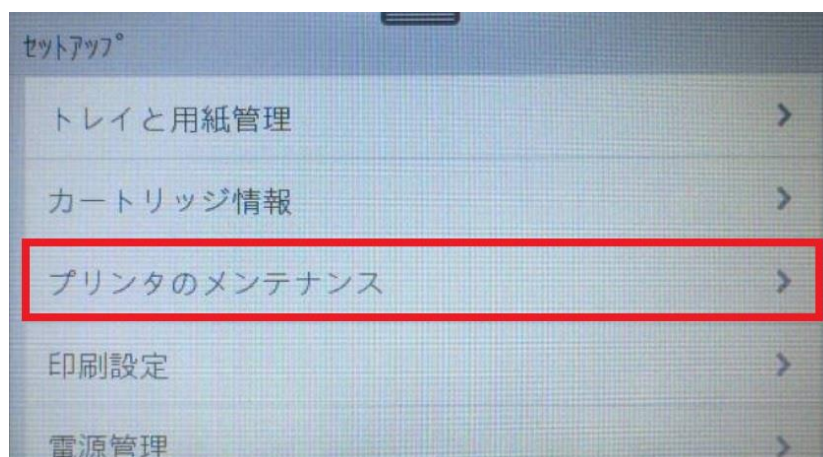 ｾｯﾄｱｯﾌﾟ
トレイと用紙管理
カートリッジ情報
プリンタのメンテナンス
印刷設定
電源管理